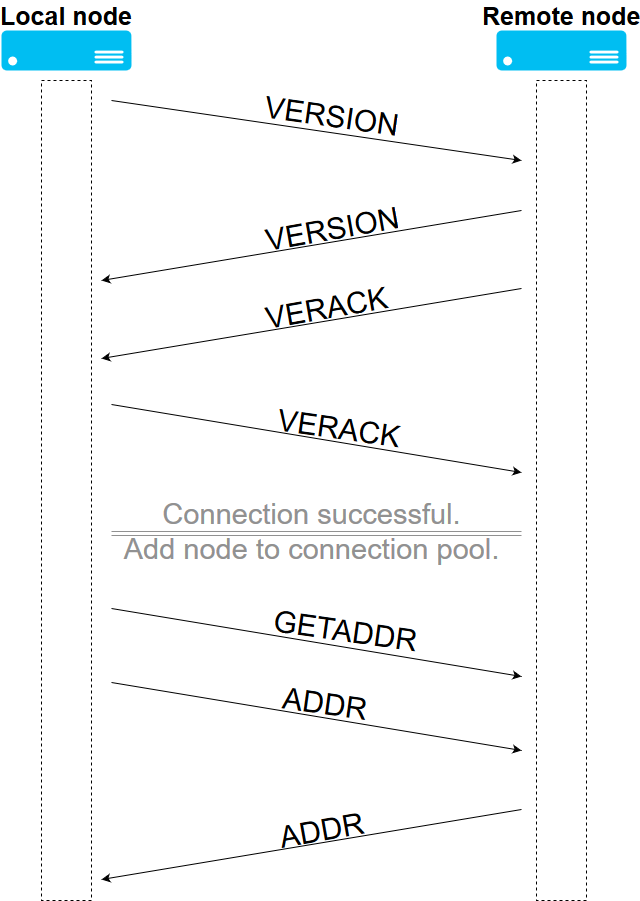 Local node
Remote node
VERSION
VERSION
VERACK
VERACK
Connection successful.
Add node to connection pool.
GETADDR
ADDR
ADDR